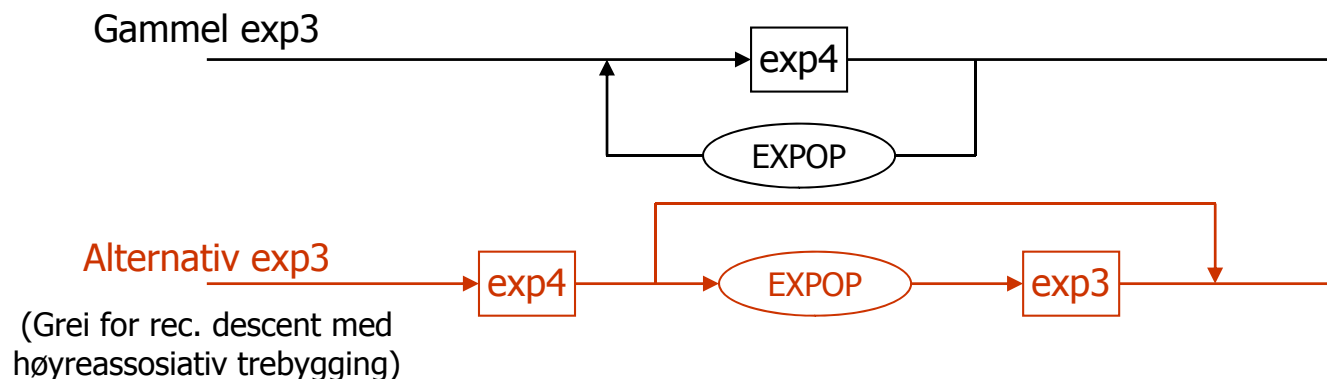 Gammel exp3
exp4
EXPOP
Alternativ exp3
exp4
EXPOP
exp3
(Grei for rec. descent med
høyreassosiativ trebygging)